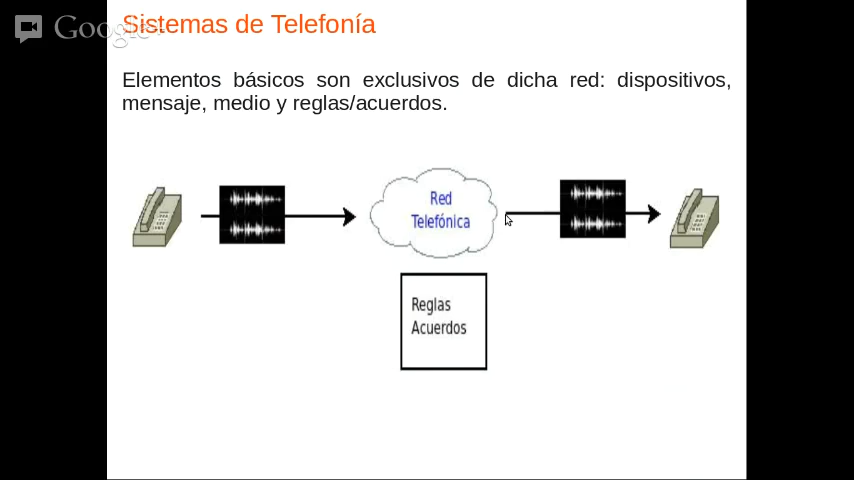 Google+
Sistemas de Telefonía
Elementos básicos son exclusivos de dicha red: dispositivos,
mensaje, medio y reglas/acuerdos.
Red
Telefónica
Reglas
Acuerdos